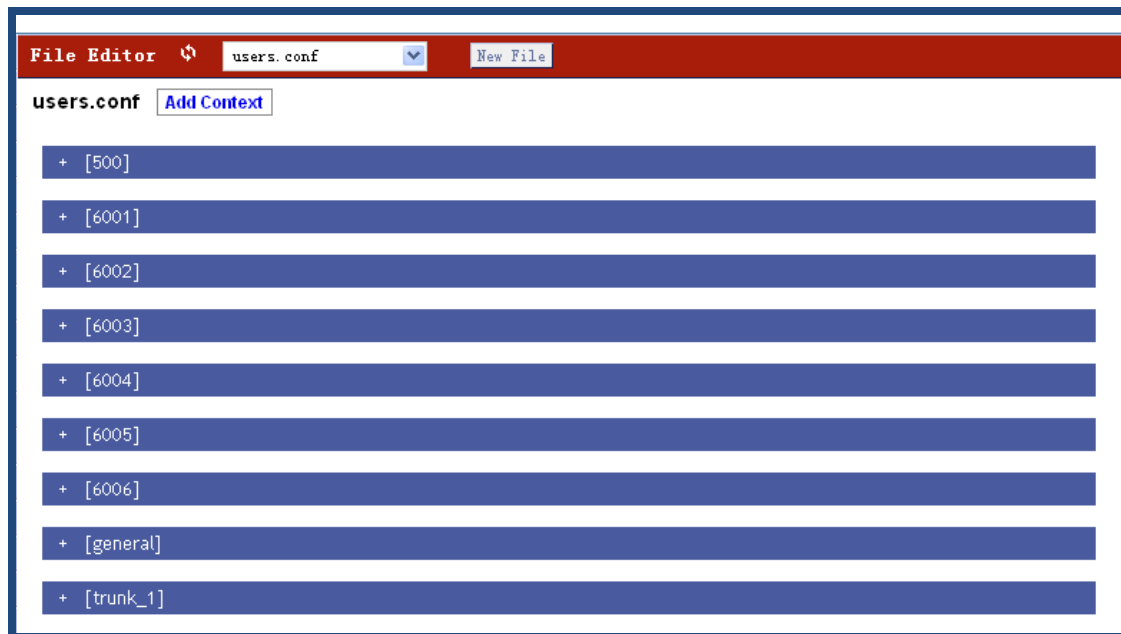 File Editor users.conf New File
users.conf Add Context
+ [500]
+ [6001]
+ [6002]
+ [6003]
+ [6004]
+ [6005]
+ [6006]
+ [general]
+ [trunk_1]